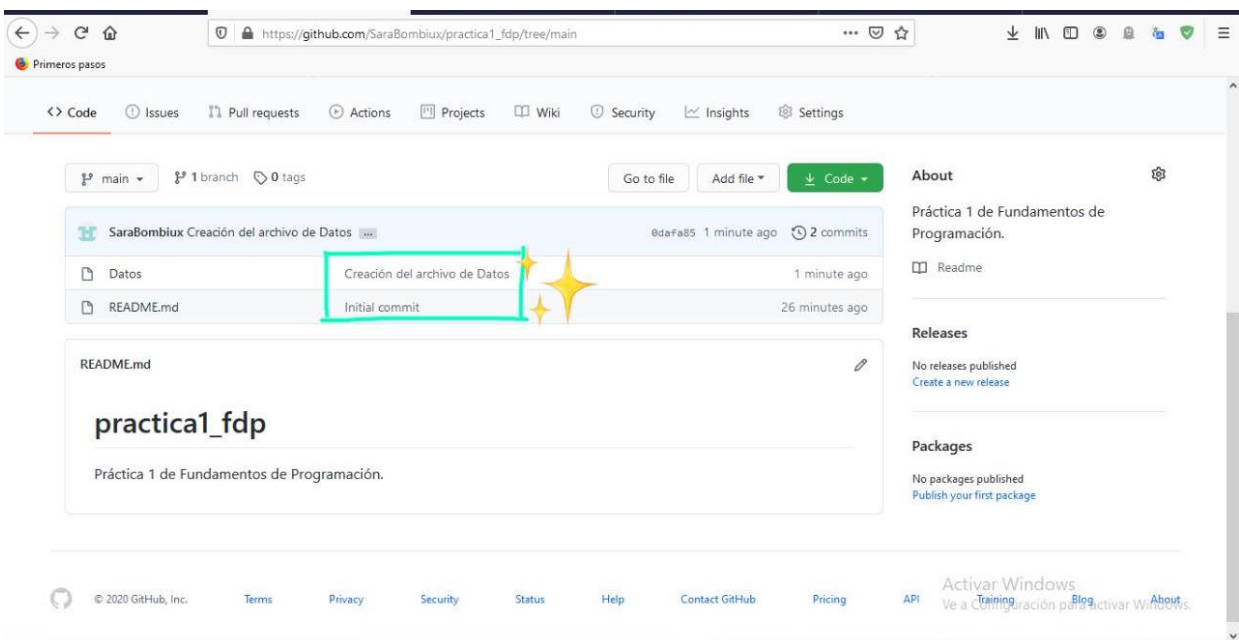 https://github.com/SaraBombiux/practica1_fdp/tree/main
Primeros pasos
<> Code Issues Pull requests Actions Projects Wiki Security Insights Settings
main 1 branch 0 tags Go to file Add file Code
SaraBombiux Creación del archivo de Datos ... 0dafa85 1 minute ago 2 commits
Datos Creación del archivo de Datos 1 minute ago
README.md Initial commit 26 minutes ago
README.md
practica1_fdp
Práctica 1 de Fundamentos de Programación.
About
Práctica 1 de Fundamentos de
Programación.
Readme
Releases
No releases published
Create a new release
Packages
No packages published
Publish your first package
© 2020 GitHub, Inc. Terms Privacy Security Status Help Contact GitHub Pricing API Training Blog About
Activar Windows
Ve a Configuración para activar Windows.